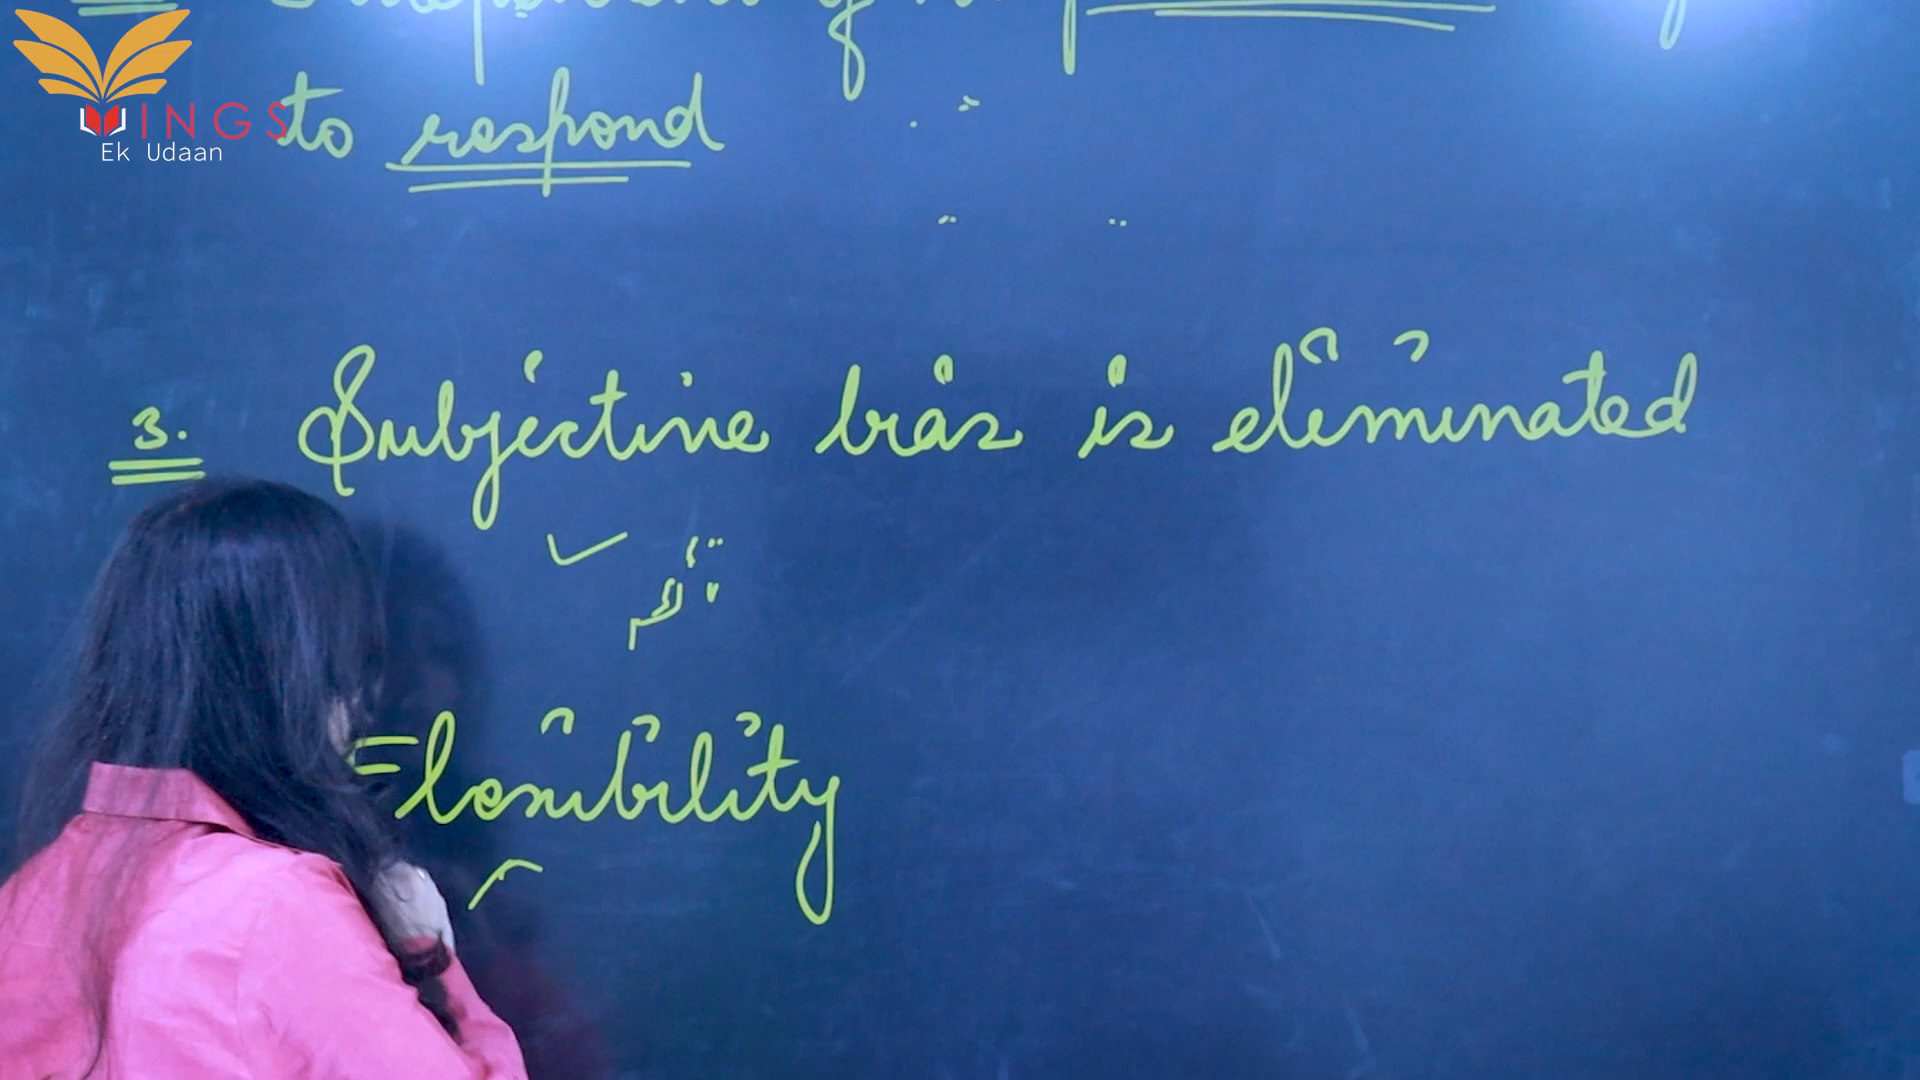 WINGS
Ek Udaan
to respond
3. Subjective bias is eliminated
Flexibility